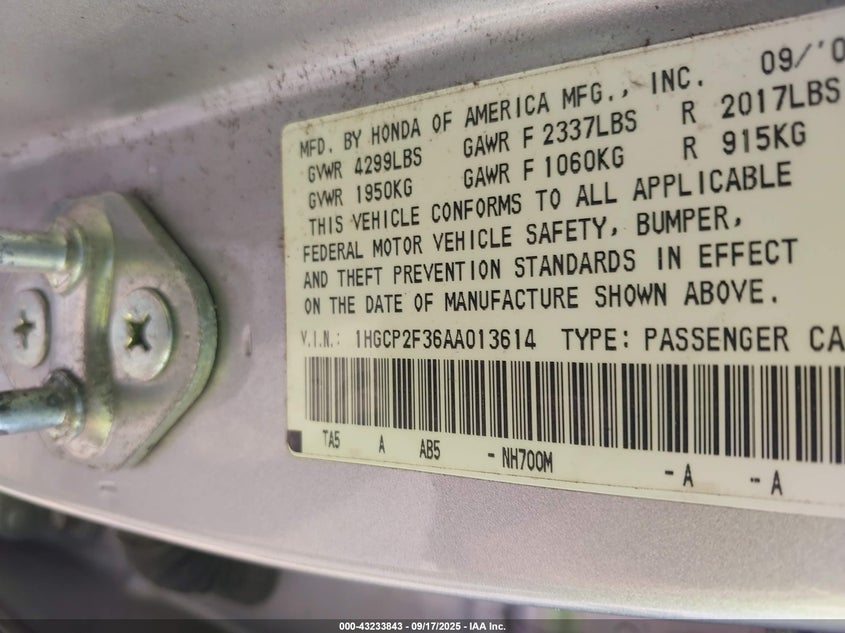 MFD. BY HONDA OF AMERICA MFG., INC. 09/'0
GVWR 4299LBS GAWR F 2337LBS R 2017LBS
GVWR 1950KG GAWR F 1060KG R 915KG
THIS VEHICLE CONFORMS TO ALL APPLICABLE
FEDERAL MOTOR VEHICLE SAFETY, BUMPER,
AND THEFT PREVENTION STANDARDS IN EFFECT
ON THE DATE OF MANUFACTURE SHOWN ABOVE.
V.I.N.: 1HGCP2F36AA013614 TYPE: PASSENGER CA
TA5 A AB5 - NH700M - A - A
000-43233843 - 09/17/2025 - IAA Inc.